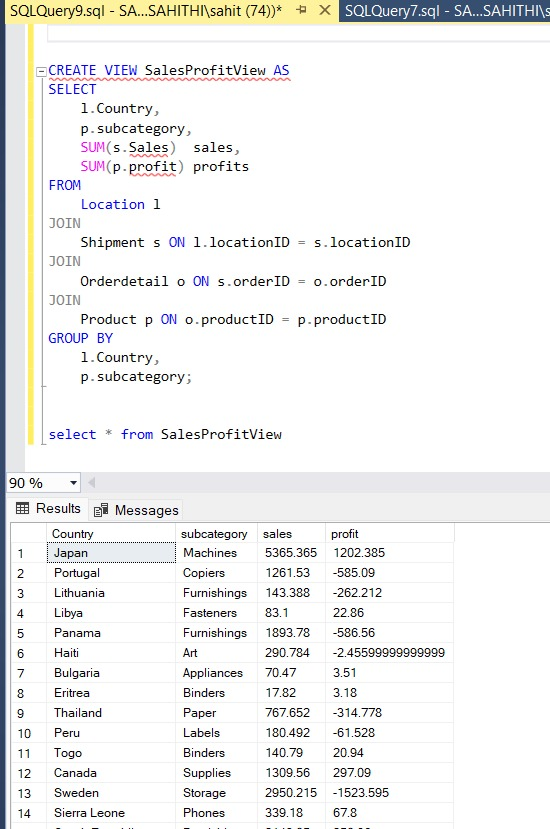 SQLQuery9.sql - SA...SAHITHI\sahit (74))* SQLQuery7.sql - SA...SAHITHI\s
CREATE VIEW SalesProfitView AS
SELECT
l.Country,
p.subcategory,
SUM(s.Sales) sales,
SUM(p.profit) profits
FROM
Location l
JOIN
Shipment s ON l.locationID = s.locationID
JOIN
Orderdetail o ON s.orderID = o.orderID
JOIN
Product p ON o.productID = p.productID
GROUP BY
l.Country,
p.subcategory;
select * from SalesProfitView
90 %
Results Messages
Country subcategory sales profit
1 Japan Machines 5365.365 1202.385
2 Portugal Copiers 1261.53 -585.09
3 Lithuania Furnishings 143.388 -262.212
4 Libya Fasteners 83.1 22.86
5 Panama Furnishings 1893.78 -586.56
6 Haiti Art 290.784 -2.45599999999999
7 Bulgaria Appliances 70.47 3.51
8 Eritrea Binders 17.82 3.18
9 Thailand Paper 767.652 -314.778
10 Peru Labels 180.492 -61.528
11 Togo Binders 140.79 20.94
12 Canada Supplies 1309.56 297.09
13 Sweden Storage 2950.215 -1523.595
14 Sierra Leone Phones 339.18 67.8